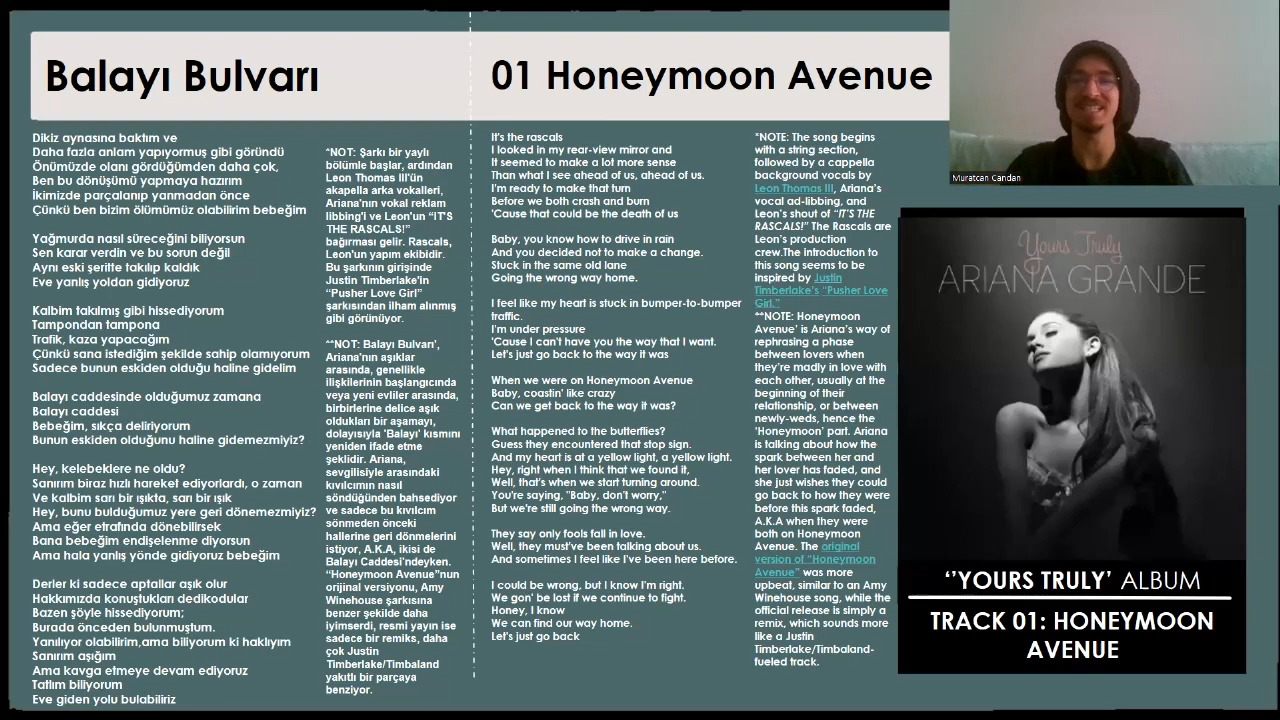 Balayı Bulvarı
Dikiz aynasına baktım ve
Daha fazla anlam yapıyormuş gibi göründü
Önümüzde olanı gördüğümden daha çok,
Ben bu dönüşümü yapmaya hazırım
İkimizde parçalanıp yanmadan önce
Çünkü ben bizim ölümümüz olabilirim bebeğim
Yağmurda nasıl süreceğini biliyorsun
Sen karar verdin ve bu sorun değil
Aynı eski şeritte takılıp kaldık
Eve yanlış yoldan gidiyoruz
Kalbim takılmış gibi hissediyorum
Tampondan tampona
Trafik, kaza yapacağım
Çünkü sana istediğim şekilde sahip olamıyorum
Sadece bunun eskiden olduğu haline gidelim
Balayı caddesinde olduğumuz zamana
Balayı caddesi
Bebeğim, sıkça deliriyorum
Bunun eskiden olduğunu haline gidemezmiyiz?
Hey, kelebeklere ne oldu?
Sanırım biraz hızlı hareket ediyorlardı, o zaman
Ve kalbim sarı bir ışıkta, sarı bir ışık
Hey, bunu bulduğumuz yere geri dönemezmiyiz?
Ama eğer etrafında dönebilirsek
Bana bebeğim endişelenme diyorsun
Ama hala yanlış yönde gidiyoruz bebeğim
Derler ki sadece aptallar aşık olur
Hakkımızda konuştukları dedikodular
Bazen şöyle hissediyorum;
Burada önceden bulunmuştum.
Yanılıyor olabilirim,ama biliyorum ki haklıyım
Sanırım aşığım
Ama kavga etmeye devam ediyoruz
Tatlım biliyorum
Eve giden yolu bulabiliriz
*NOT: Şarkı bir yaylı
bölümle başlar, ardından
Leon Thomas III'ün
akapella arka vokalleri,
Ariana'nın vokal reklam
libbing'i ve Leon'un “IT'S
THE RASCALS!”
bağırması gelir. Rascals,
Leon'un yapım ekibidir.
Bu şarkının girişinde
Justin Timberlake'in
“Pusher Love Girl”
şarkısından ilham alınmış
gibi görünüyor.
**NOT: Balayı Bulvarı',
Ariana'nın aşıklar
arasında, genellikle
ilişkilerinin başlangıcında
veya yeni evliler arasında,
birbirlerine delice aşık
oldukları bir aşamayı,
dolayısıyla 'Balayı' kısmını
yeniden ifade etme
şeklidir. Ariana,
sevgilisiyle arasındaki
kıvılcımın nasıl
söndüğünden bahsediyor
ve sadece bu kıvılcım
sönmeden önceki
hallerine geri dönmelerini
istiyor, A.K.A, ikisi de
Balayı Caddesi'ndeyken.
“Honeymoon Avenue”nun
orijinal versiyonu, Amy
Winehouse şarkısına
benzer şekilde daha
iyimserdi, resmi yayın ise
sadece bir remiks, daha
çok Justin
Timberlake/Timbaland
yakıtlı bir parçaya
benziyor.
01 Honeymoon Avenue
It's the rascals
I looked in my rear-view mirror and
It seemed to make a lot more sense
Than what I see ahead of us, ahead of us.
I'm ready to make that turn
Before we both crash and burn
'Cause that could be the death of us
Baby, you know how to drive in rain
And you decided not to make a change.
Stuck in the same old lane
Going the wrong way home.
I feel like my heart is stuck in bumper-to-bumper
traffic.
I'm under pressure
'Cause I can't have you the way that I want.
Let's just go back to the way it was
When we were on Honeymoon Avenue
Baby, coastin' like crazy
Can we get back to the way it was?
What happened to the butterflies?
Guess they encountered that stop sign.
And my heart is at a yellow light, a yellow light.
Hey, right when I think that we found it,
Well, that's when we start turning around.
You're saying, "Baby, don't worry,"
But we're still going the wrong way.
They say only fools fall in love.
Well, they must've been talking about us.
And sometimes I feel like I've been here before.
I could be wrong, but I know I'm right.
We gon' be lost if we continue to fight.
Honey, I know
We can find our way home.
Let's just go back
*NOTE: The song begins
with a string section,
followed by a cappella
background vocals by
Leon Thomas III, Ariana's
vocal ad-libbing, and
Leon's shout of “IT'S THE
RASCALS!” The Rascals are
Leon's production
crew.The introduction to
this song seems to be
inspired by Justin
Timberlake's “Pusher Love
Girl.”
**NOTE: Honeymoon
Avenue' is Ariana's way of
rephrasing a phase
between lovers when
they're madly in love with
each other, usually at the
beginning of their
relationship, or between
newly-weds, hence the
'Honeymoon' part. Ariana
is talking about how the
spark between her and
her lover has faded, and
she just wishes they could
go back to how they were
before this spark faded,
A.K.A when they were
both on Honeymoon
Avenue. The original
version of “Honeymoon
Avenue” was more
upbeat, similar to an Amy
Winehouse song, while the
official release is simply a
remix, which sounds more
like a Justin
Timberlake/Timbaland-
fueled track.
Muratcan Candan
Yours Truly
ARIANA GRANDE
‘’YOURS TRULY’ ALBUM
TRACK 01: HONEYMOON
AVENUE